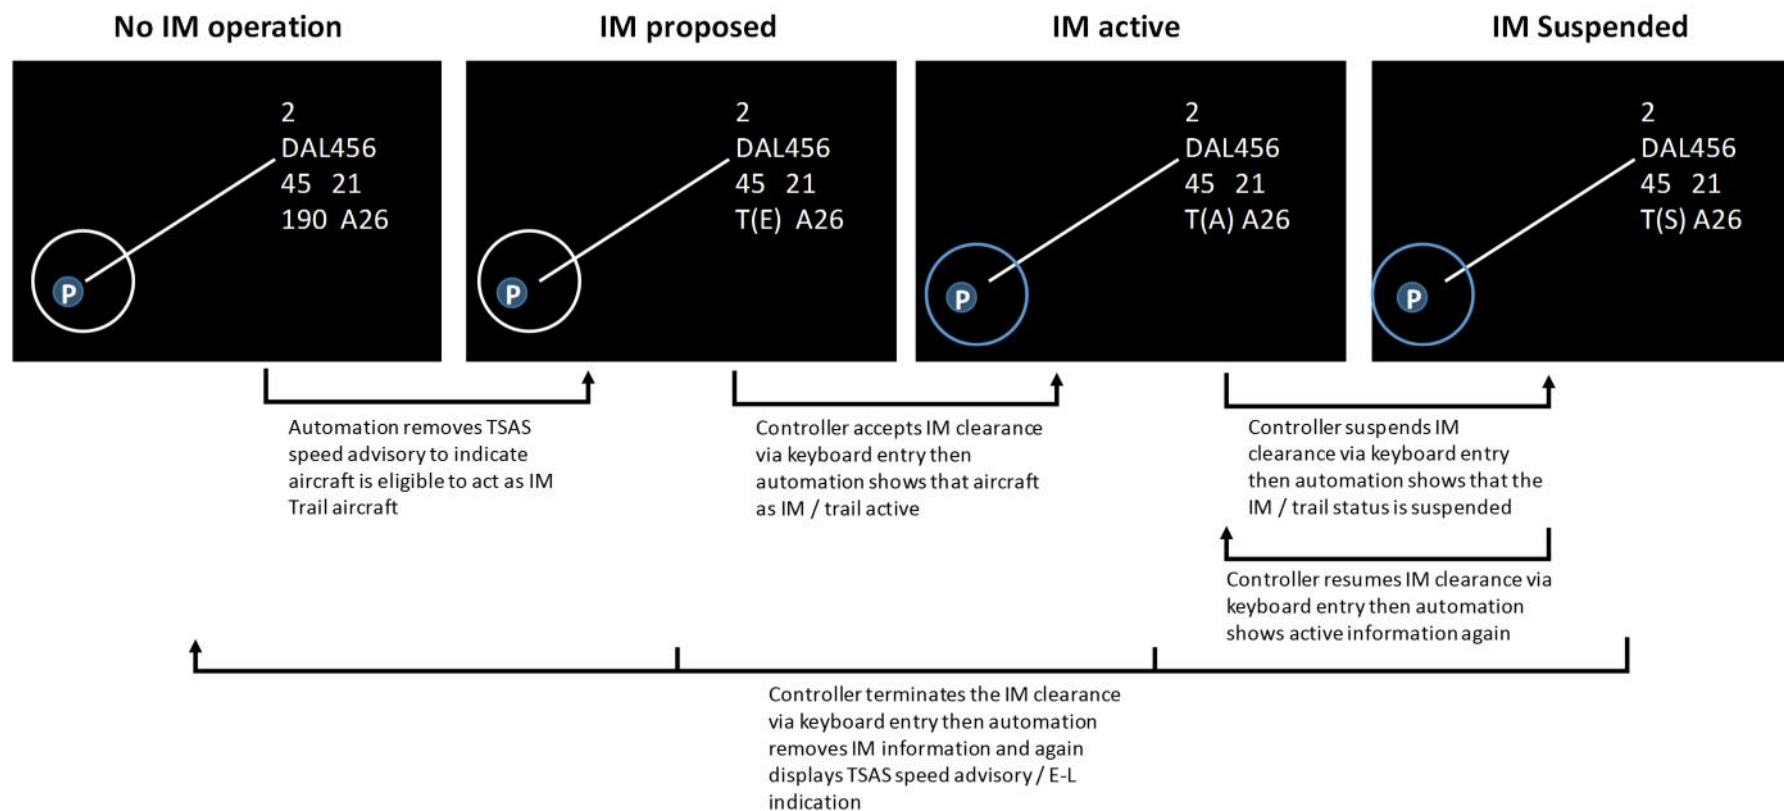 No IM operation
IM proposed
IM active
IM Suspended
2
DAL456
45 21
190 A26
P
2
DAL456
45 21
T(E) A26
P
2
DAL456
45 21
T(A) A26
P
2
DAL456
45 21
T(S) A26
P
Automation removes TSAS
speed advisory to indicate
aircraft is eligible to act as IM
Trail aircraft
Controller accepts IM clearance
via keyboard entry then
automation shows that aircraft
as IM / trail active
Controller suspends IM
clearance via keyboard entry
then automation shows that the
IM / trail status is suspended
Controller resumes IM clearance via
keyboard entry then automation
shows active information again
Controller terminates the IM clearance
via keyboard entry then automation
removes IM information and again
displays TSAS speed advisory / E-L
indication